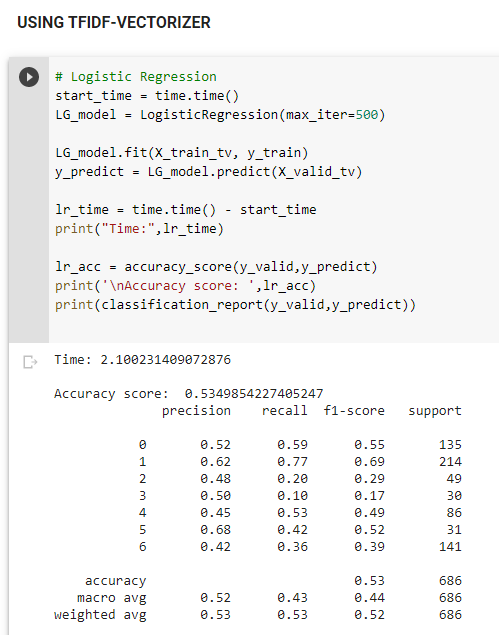 USING TFIDF-VECTORIZER
# Logistic Regression
start_time = time.time()
LG_model = LogisticRegression(max_iter=500)
LG_model.fit(X_train_tv, y_train)
y_predict = LG_model.predict(X_valid_tv)
lr_time = time.time() - start_time
print("Time:",lr_time)
lr_acc = accuracy_score(y_valid,y_predict)
print('\nAccuracy score: ',lr_acc)
print(classification_report(y_valid,y_predict))
Time: 2.100231409072876
Accuracy score:  0.5349854227405247
precision recall f1-score support
0 0.52 0.59 0.55 135
1 0.62 0.77 0.69 214
2 0.48 0.20 0.29 49
3 0.50 0.10 0.17 30
4 0.45 0.53 0.49 86
5 0.68 0.42 0.52 31
6 0.42 0.36 0.39 141
accuracy 0.53 686
macro avg 0.52 0.43 0.44 686
weighted avg 0.53 0.53 0.52 686